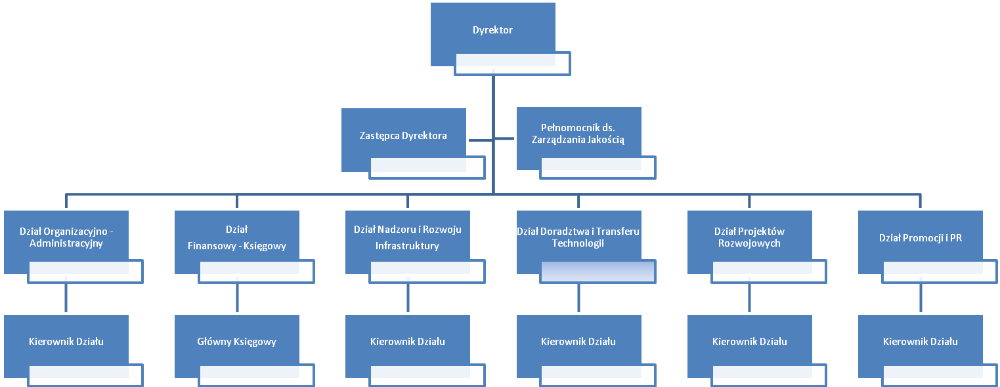 Dyrektor
Zastępca Dyrektora
Pełnomocnik ds.
Zarządzania Jakością
Dział Organizacyjno -
Administracyjny
Dział
Finansowy - Księgowy
Dział Nadzoru i Rozwoju
Infrastruktury
Dział Doradztwa i Transferu
Technologii
Dział Projektów
Rozwojowych
Dział Promocji i PR
Kierownik Działu
Główny Księgowy
Kierownik Działu
Kierownik Działu
Kierownik Działu
Kierownik Działu